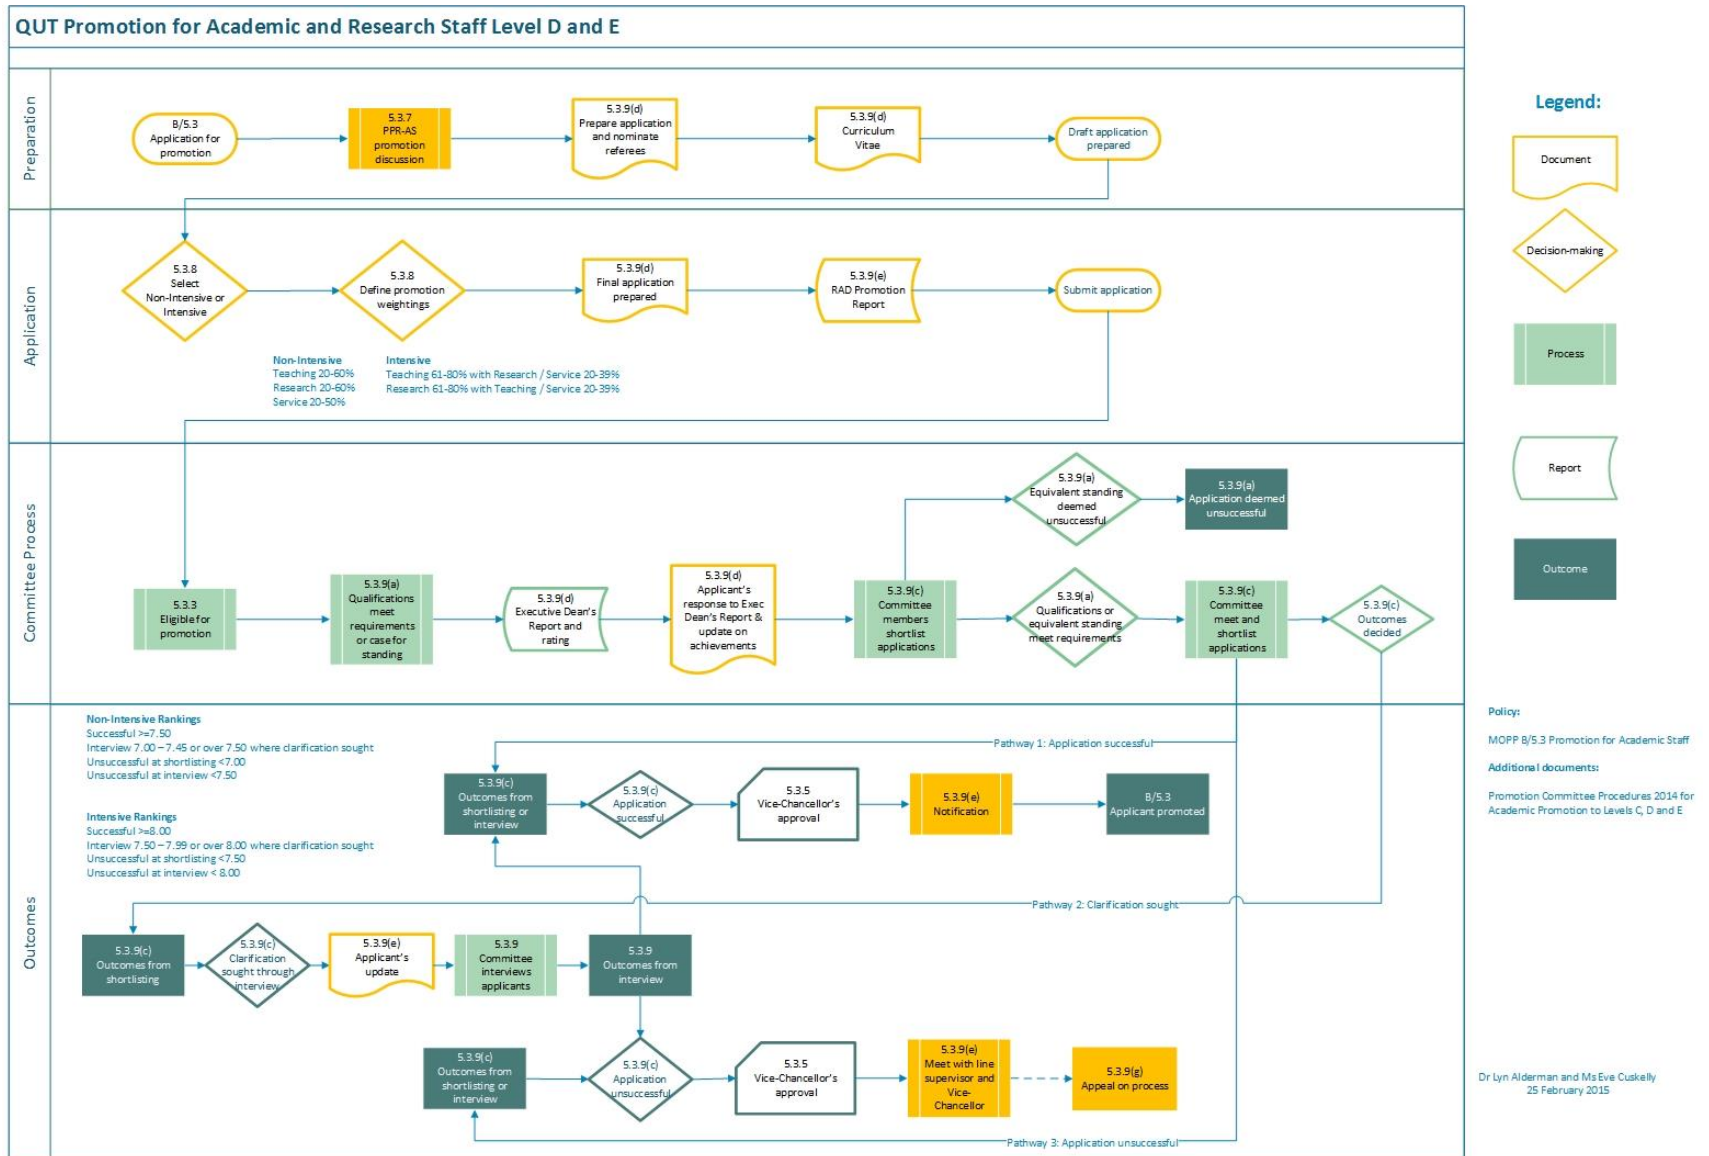 QUT Promotion for Academic and Research Staff Level D and E
Preparation
B/5.3
Application for
promotion
5.3.7
PPR-AS
promotion
discussion
5.3.9(d)
Prepare application
and nominate
referees
5.3.9(d)
Curriculum
Vitae
Draft application
prepared
Application
5.3.8
Select
Non-Intensive or
Intensive
5.3.8
Define promotion
weightings
5.3.9(d)
Final application
prepared
5.3.9(e)
RAD Promotion
Report
Submit application
Non-Intensive
Teaching 20-60%
Research 20-60%
Service 20-50%
Intensive
Teaching 61-80% with Research / Service 20-39%
Research 61-80% with Teaching / Service 20-39%
Committee Process
5.3.9(a)
Equivalent standing
deemed
unsuccessful
5.3.9(a)
Application deemed
unsuccessful
5.3.3
Eligible for
promotion
5.3.9(a)
Qualifications
meet
requirements
or case for
standing
5.3.9(d)
Executive Dean's
Report and
rating
5.3.9(d)
Applicant's
response to Exec
Dean's Report &
update on
achievements
5.3.9(c)
Committee
members
shortlist
applications
5.3.9(a)
Qualifications or
equivalent standing
meet requirements
5.3.9(c)
Committee
meet and
shortlist
applications
5.3.9(c)
Outcomes
decided
Outcomes
Non-Intensive Rankings
Successful >=7.50
Interview 7.00 – 7.45 or over 7.50 where clarification sought
Unsuccessful at shortlisting <7.00
Unsuccessful at interview <7.50
Intensive Rankings
Successful >=8.00
Interview 7.50 – 7.99 or over 8.00 where clarification sought
Unsuccessful at shortlisting <7.50
Unsuccessful at interview < 8.00
Pathway 1: Application successful
5.3.9(c)
Outcomes from
shortlisting or
interview
5.3.9(c)
Application
successful
5.3.5
Vice-Chancellor's
approval
5.3.9(e)
Notification
B/5.3
Applicant promoted
Pathway 2: Clarification sought
5.3.9(c)
Outcomes from
shortlisting
5.3.9(c)
Clarification
sought through
interview
5.3.9(e)
Applicant's
update
5.3.9
Committee
interviews
applicants
5.3.9
Outcomes from
interview
5.3.9(c)
Outcomes from
shortlisting or
interview
5.3.9(c)
Application
unsuccessful
5.3.5
Vice-Chancellor's
approval
5.3.9(e)
Meet with line
supervisor and
Vice-
Chancellor
5.3.9(g)
Appeal on process
Pathway 3: Application unsuccessful
Legend:
Document
Decision-making
Process
Report
Outcome
Policy:
MOPP B/5.3 Promotion for Academic Staff
Additional documents:
Promotion Committee Procedures 2014 for
Academic Promotion to Levels C, D and E
Dr Lyn Alderman and Ms Eve Cuskelly
25 February 2015